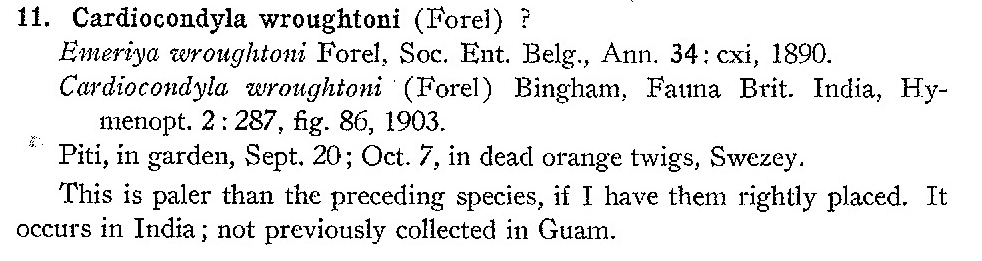 11. Cardiocondyla wroughtoni (Forel) ?
Emeriya wroughtoni Forel, Soc. Ent. Belg., Ann. 34: cxi, 1890.
Cardiocondyla wroughtoni (Forel) Bingham, Fauna Brit. India, Hy-
menopt. 2: 287, fig. 86, 1903.
Piti, in garden, Sept. 20; Oct. 7, in dead orange twigs, Swezey.
This is paler than the preceding species, if I have them rightly placed. It
occurs in India; not previously collected in Guam.